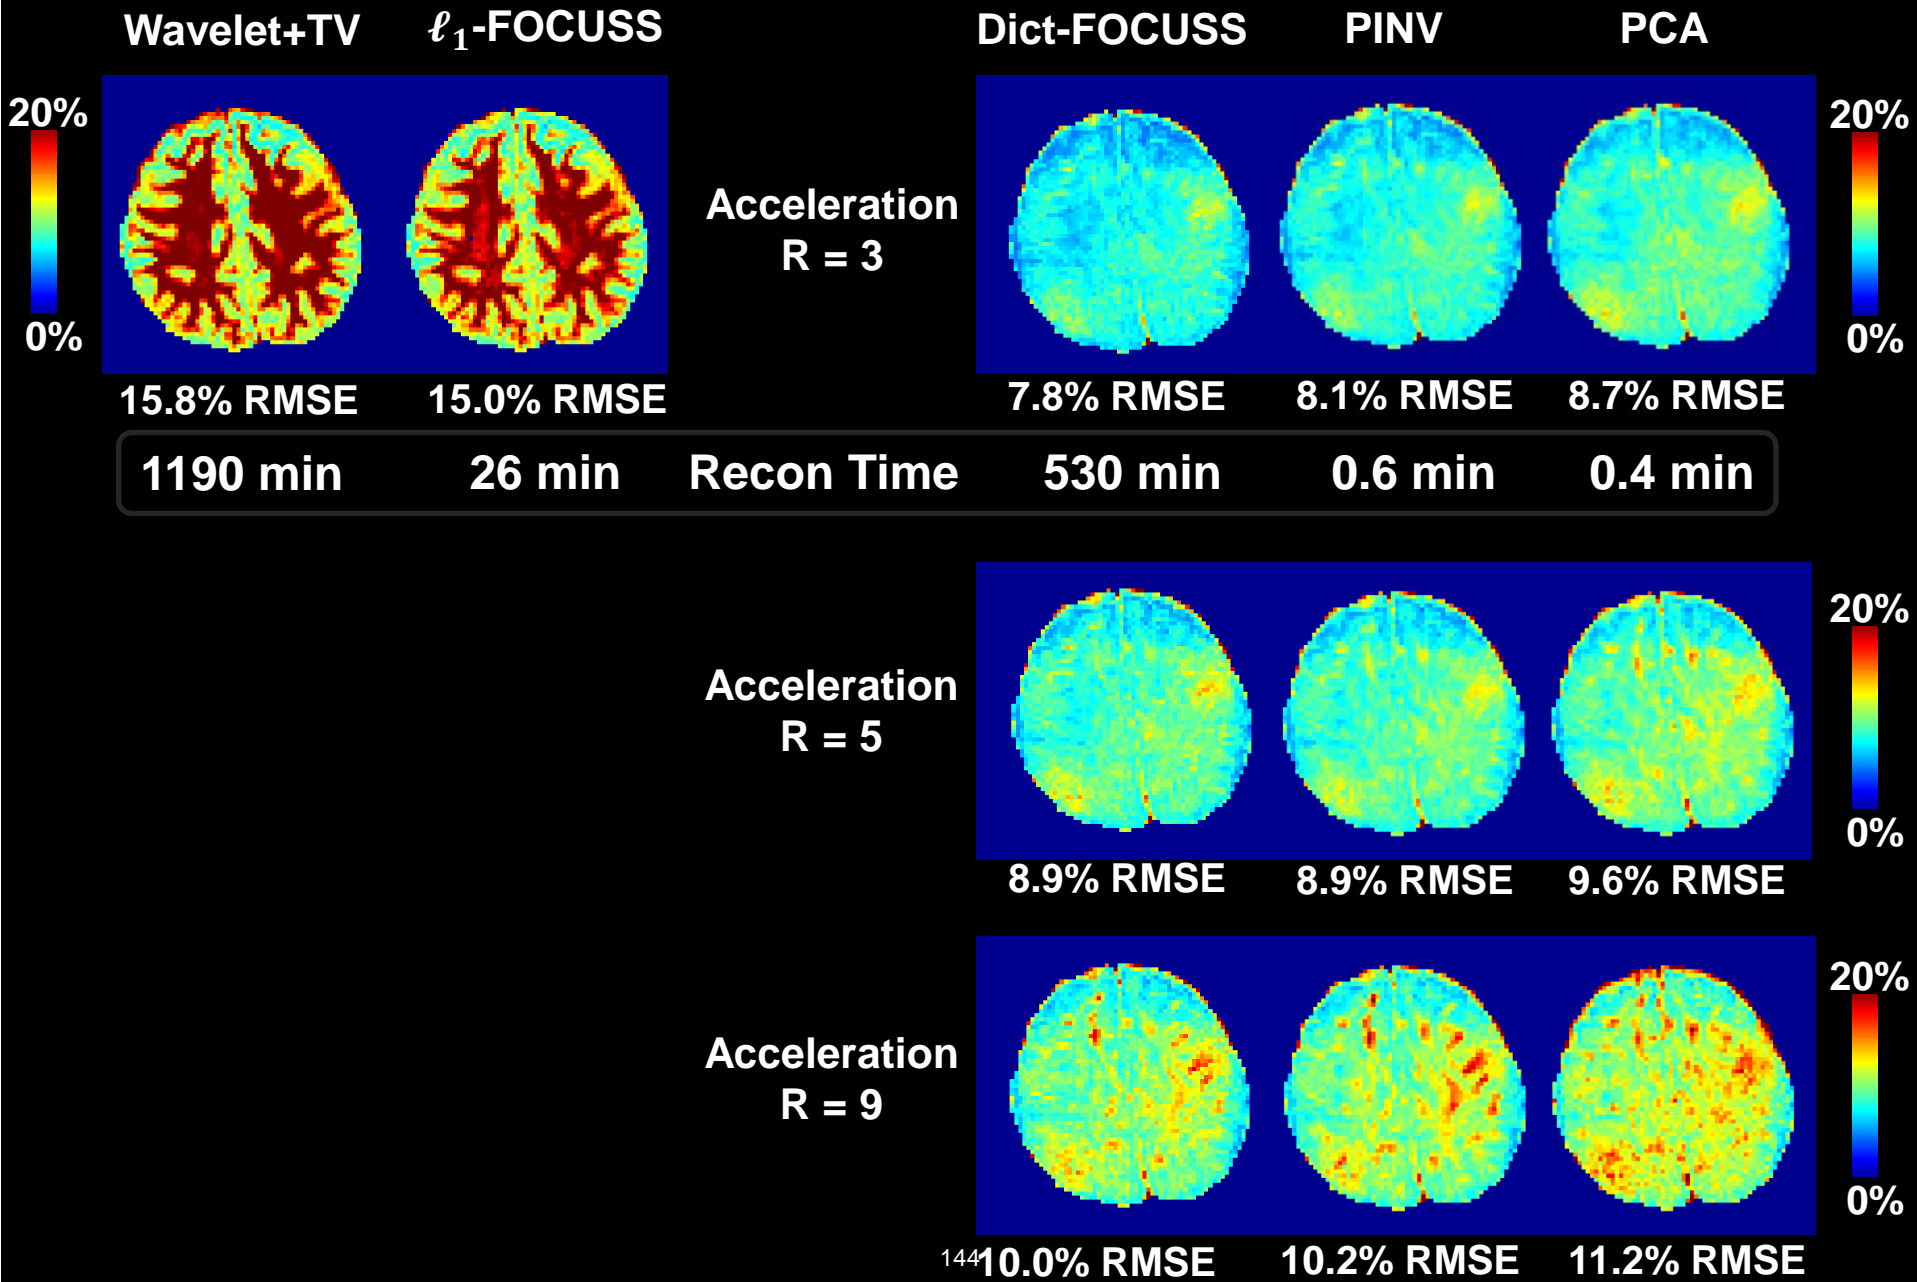 Wavelet+TV ℓ1-FOCUSS Dict-FOCUSS PINV PCA
20% 20%
Acceleration
R = 3
0% 0%
15.8% RMSE 15.0% RMSE 7.8% RMSE 8.1% RMSE 8.7% RMSE
1190 min 26 min Recon Time 530 min 0.6 min 0.4 min
20%
Acceleration
R = 5
0%
8.9% RMSE 8.9% RMSE 9.6% RMSE
20%
Acceleration
R = 9
0%
144 10.0% RMSE 10.2% RMSE 11.2% RMSE